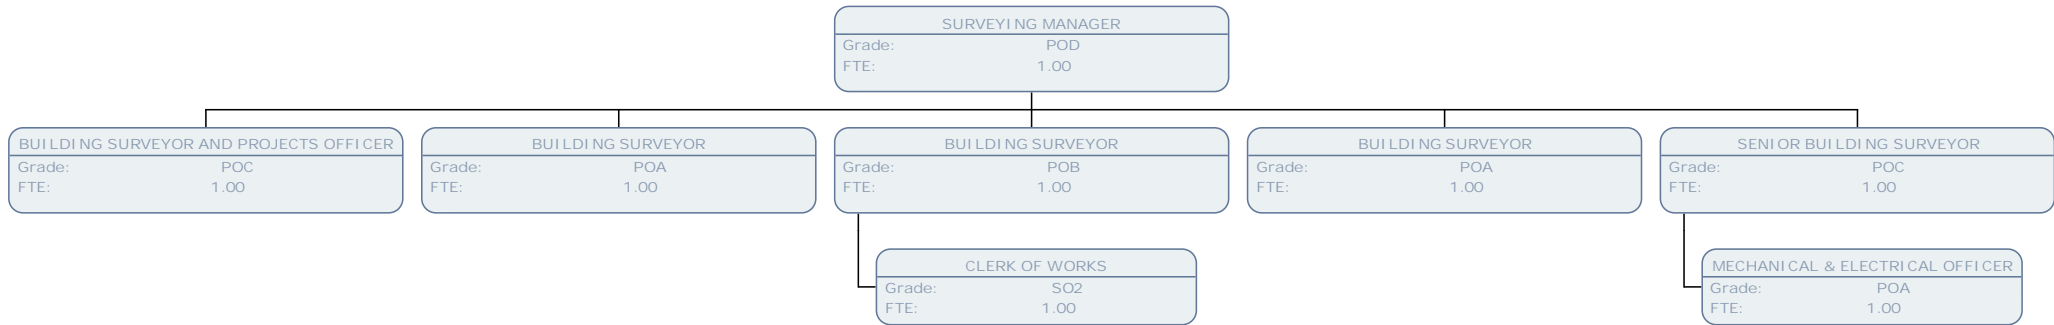 SURVEYING MANAGER
Grade: POD
FTE: 1.00
BUILDING SURVEYOR AND PROJECTS OFFICER
Grade: POC
FTE: 1.00
BUILDING SURVEYOR
Grade: POA
FTE: 1.00
BUILDING SURVEYOR
Grade: POB
FTE: 1.00
BUILDING SURVEYOR
Grade: POA
FTE: 1.00
SENIOR BUILDING SURVEYOR
Grade: POC
FTE: 1.00
CLERK OF WORKS
Grade: SO2
FTE: 1.00
MECHANICAL & ELECTRICAL OFFICER
Grade: POA
FTE: 1.00